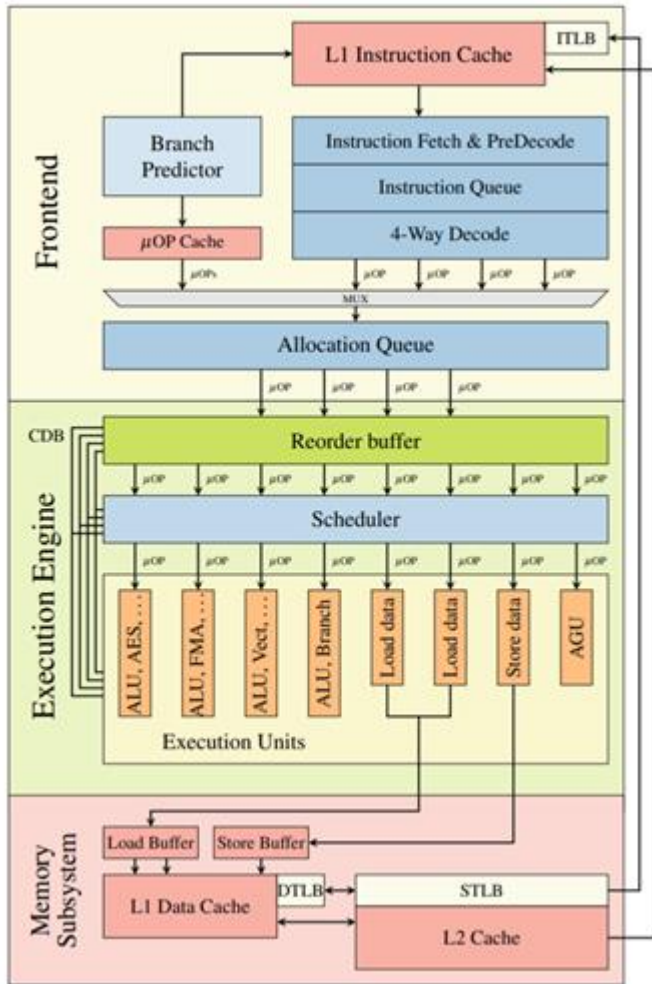 ITLB
L1 Instruction Cache
Branch
Predictor
Instruction Fetch & PreDecode
Instruction Queue
4-Way Decode
μOP Cache
μOPs
μOP
μOP
μOP
μOP
MUX
Allocation Queue
μOP
μOP
μOP
μOP
Frontend
CDB
Reorder buffer
μOP
μOP
μOP
μOP
μOP
μOP
μOP
μOP
Scheduler
μOP
μOP
μOP
μOP
μOP
μOP
μOP
μOP
ALU, AES, . . .
ALU, FMA, . . .
ALU, Vect, . . .
ALU, Branch
Load data
Load data
Store data
AGU
Execution Units
Execution Engine
Load Buffer
Store Buffer
L1 Data Cache
DTLB
STLB
L2 Cache
Memory
Subsystem